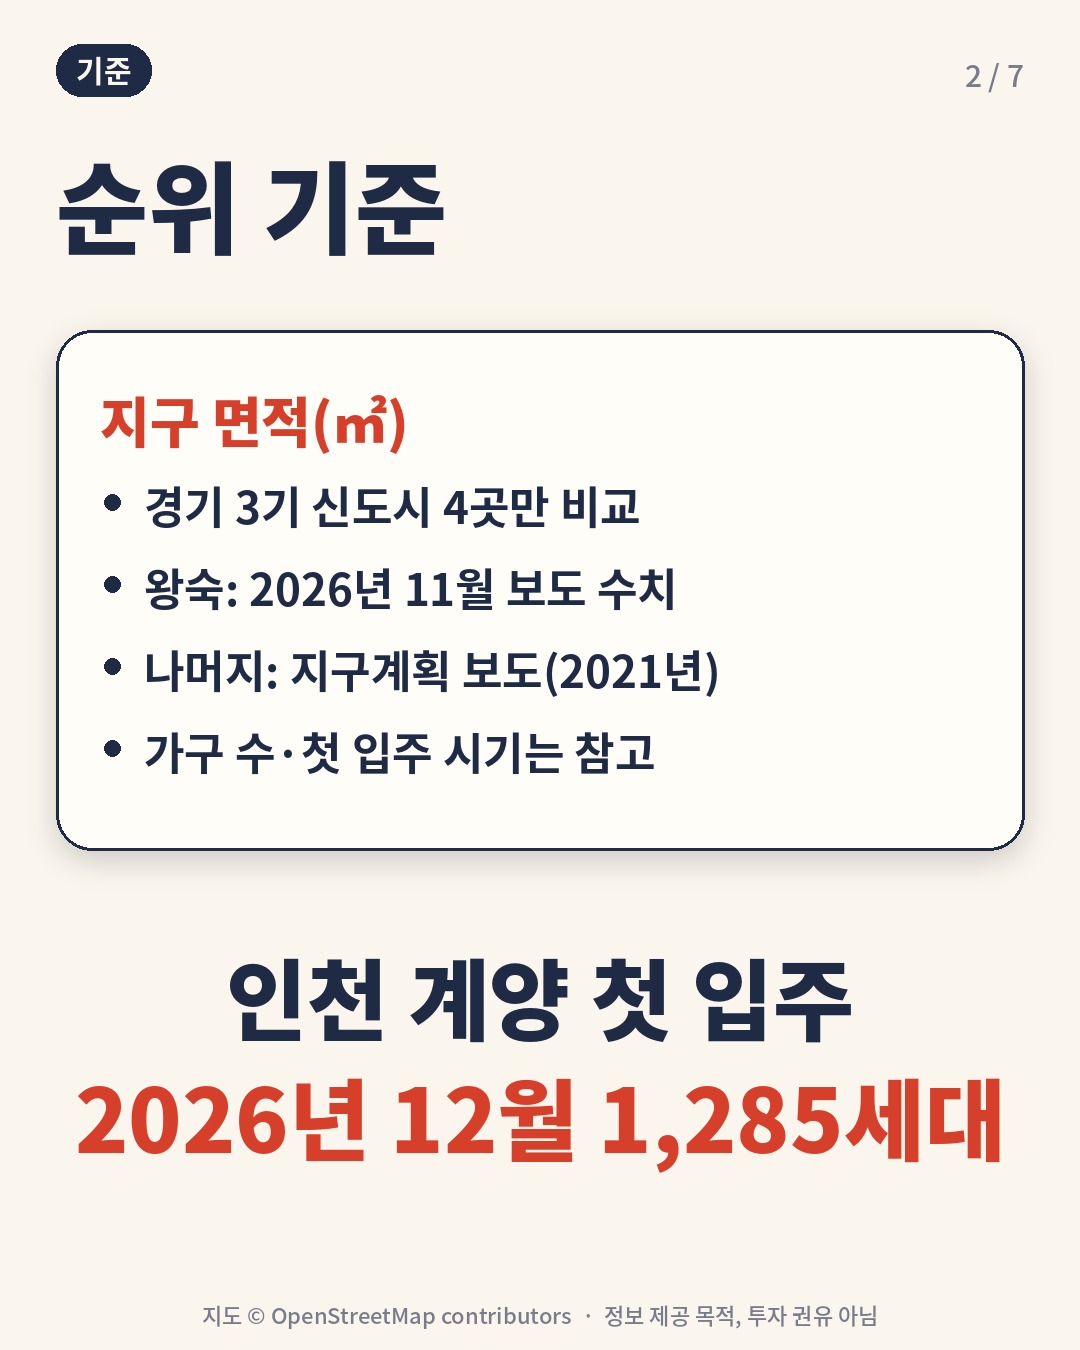 기준
2 / 7
순위 기준
지구 면적(㎡)
• 경기 3기 신도시 4곳만 비교
• 왕숙: 2026년 11월 보도 수치
• 나머지: 지구계획 보도(2021년)
• 가구 수·첫 입주 시기는 참고
인천 계양 첫 입주
2026년 12월 1,285세대
지도 © OpenStreetMap contributors · 정보 제공 목적, 투자 권유 아님